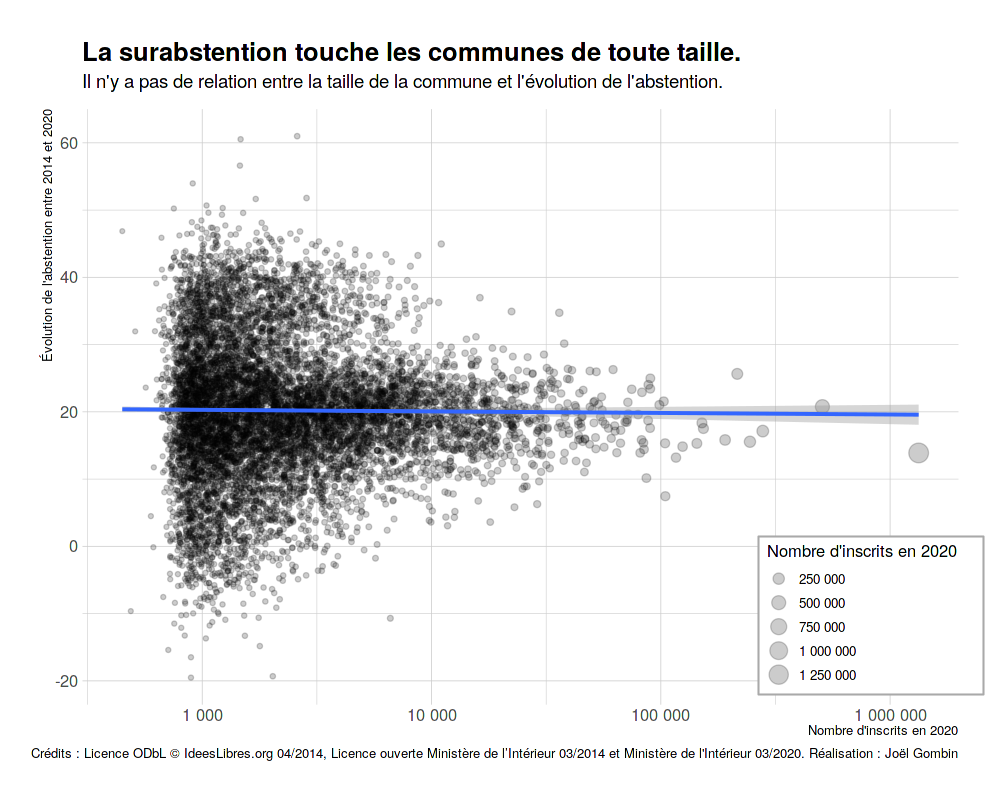 La surabstention touche les communes de toute taille.
Il n'y a pas de relation entre la taille de la commune et l'évolution de l'abstention.
Évolution de l'abstention entre 2014 et 2020
60
40
20
0
-20
Nombre d'inscrits en 2020
250 000
500 000
750 000
1 000 000
1 250 000
1 000
10 000
100 000
1 000 000
Nombre d'inscrits en 2020
Crédits : Licence ODbL © IdeesLibres.org 04/2014, Licence ouverte Ministère de l'Intérieur 03/2014 et Ministère de l'Intérieur 03/2020. Réalisation : Joël Gombin